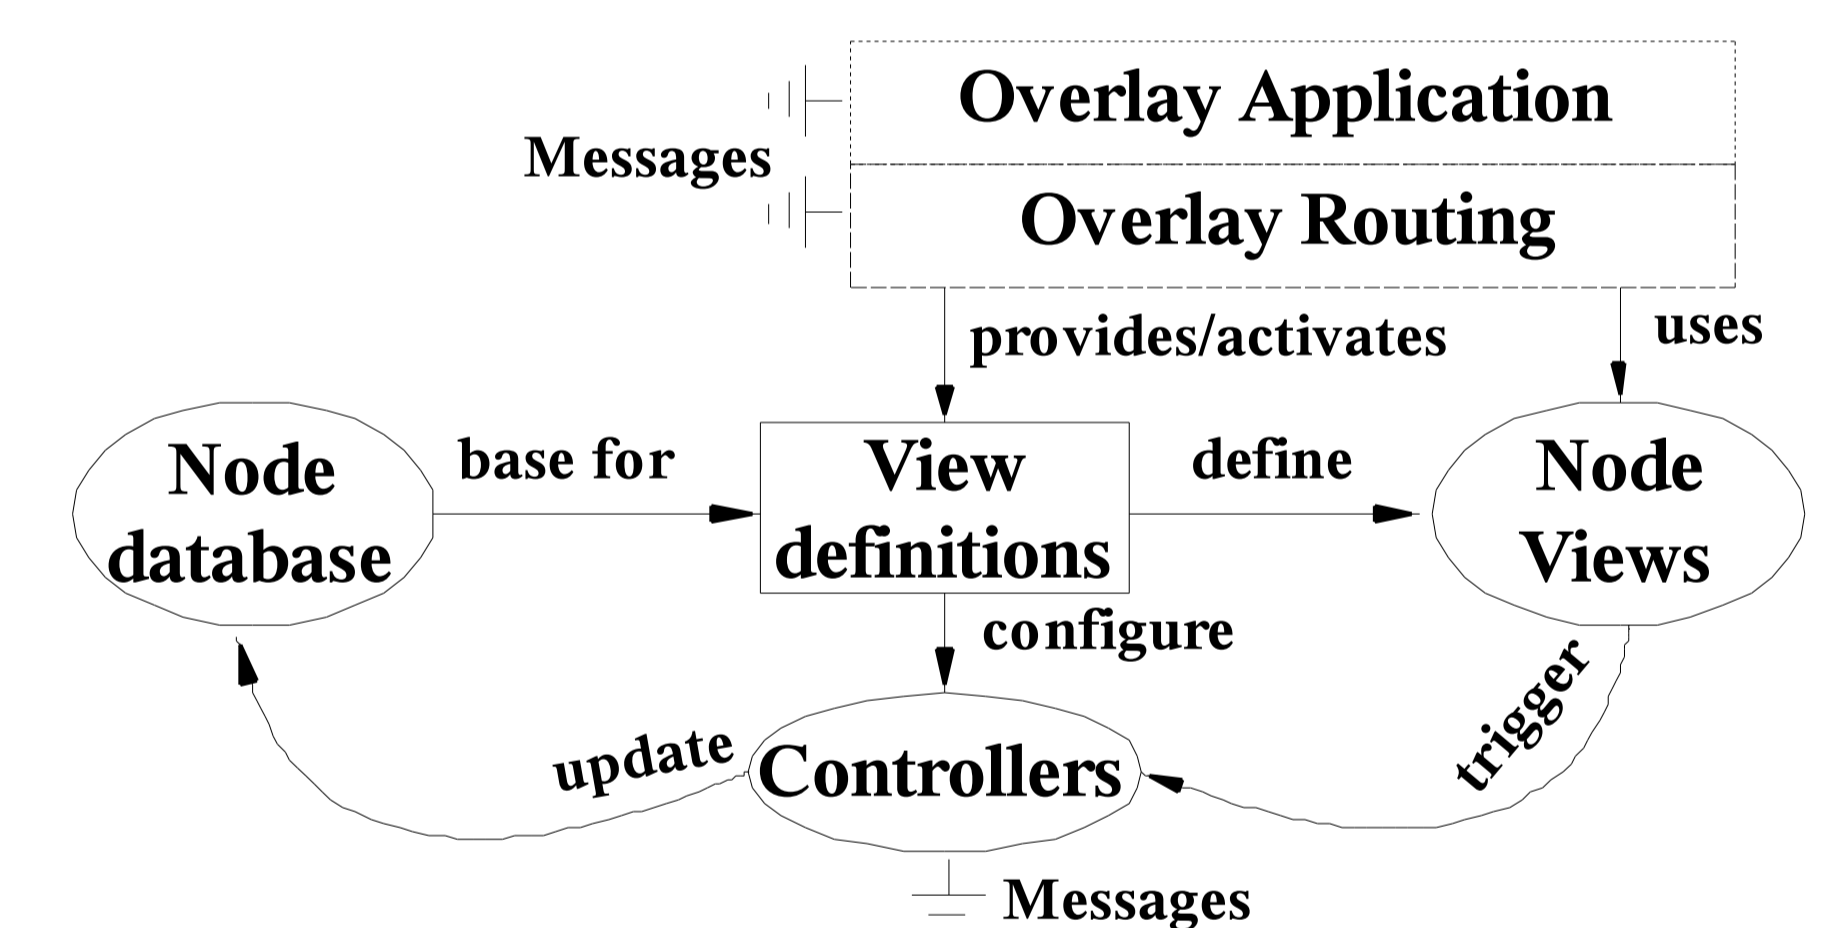 Overlay Application
Messages
Overlay Routing
provides/activates
uses
Node
database
base for
View
definitions
define
Node
Views
configure
trigger
update
Controllers
Messages